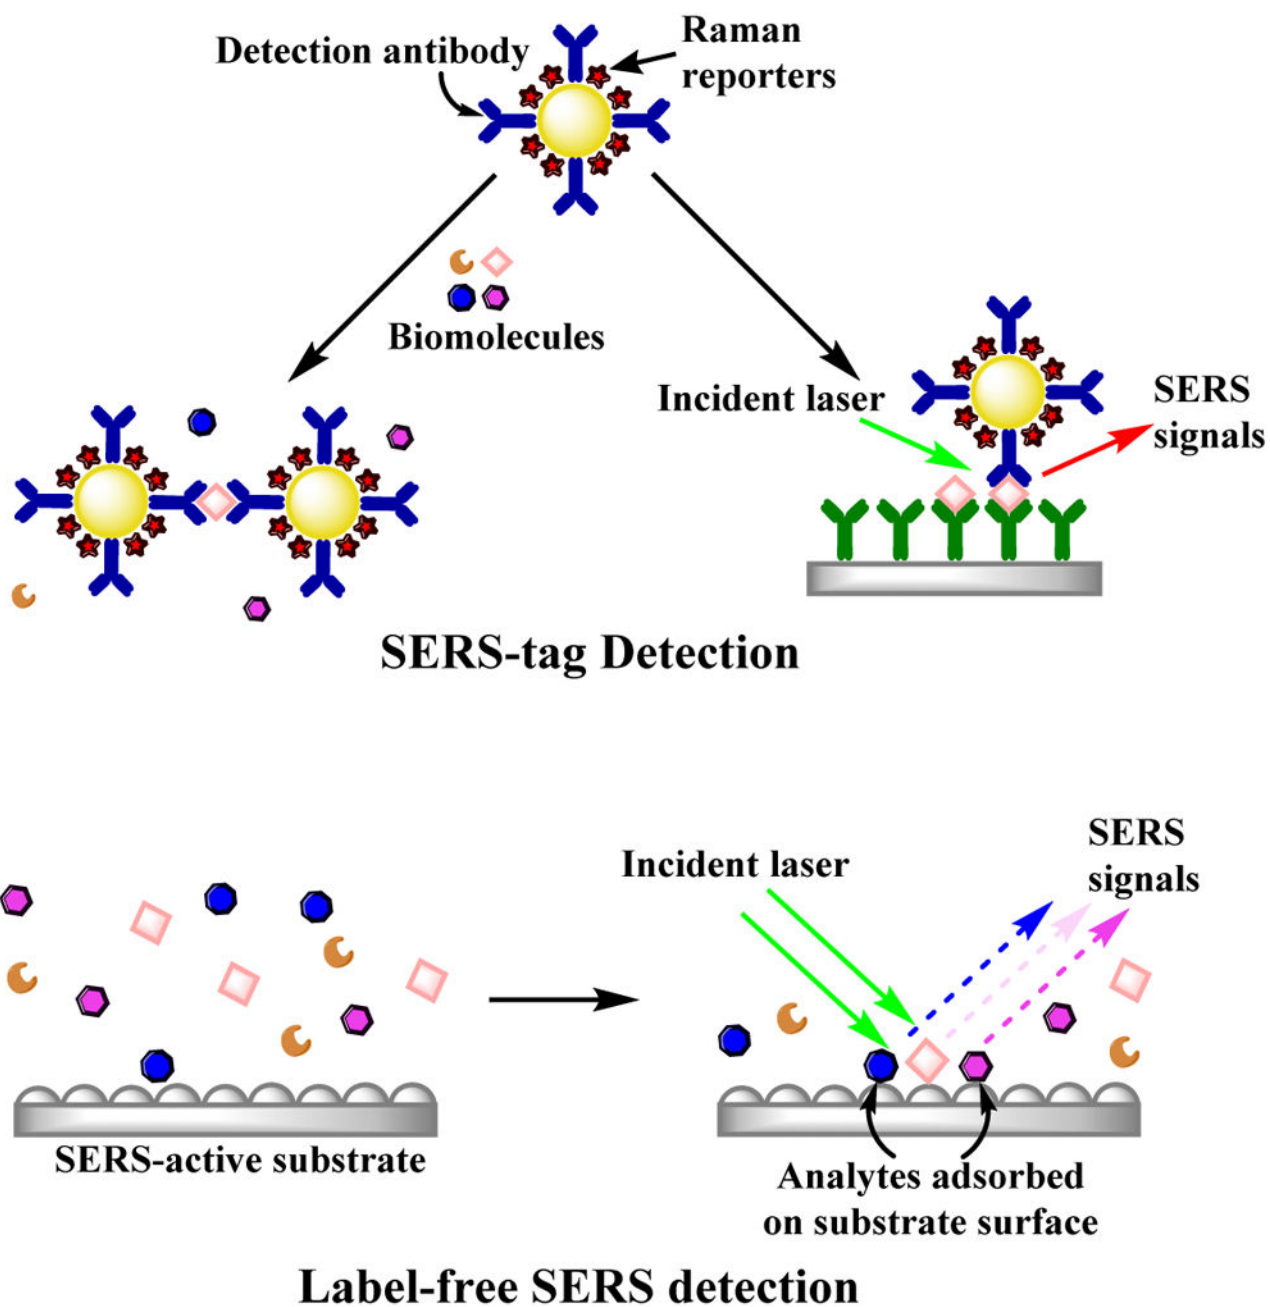 Detection antibody
Raman
reporters
Biomolecules
Incident laser
SERS
signals
SERS-tag Detection
Incident laser
SERS
signals
SERS-active substrate
Analytes adsorbed
on substrate surface
Label-free SERS detection